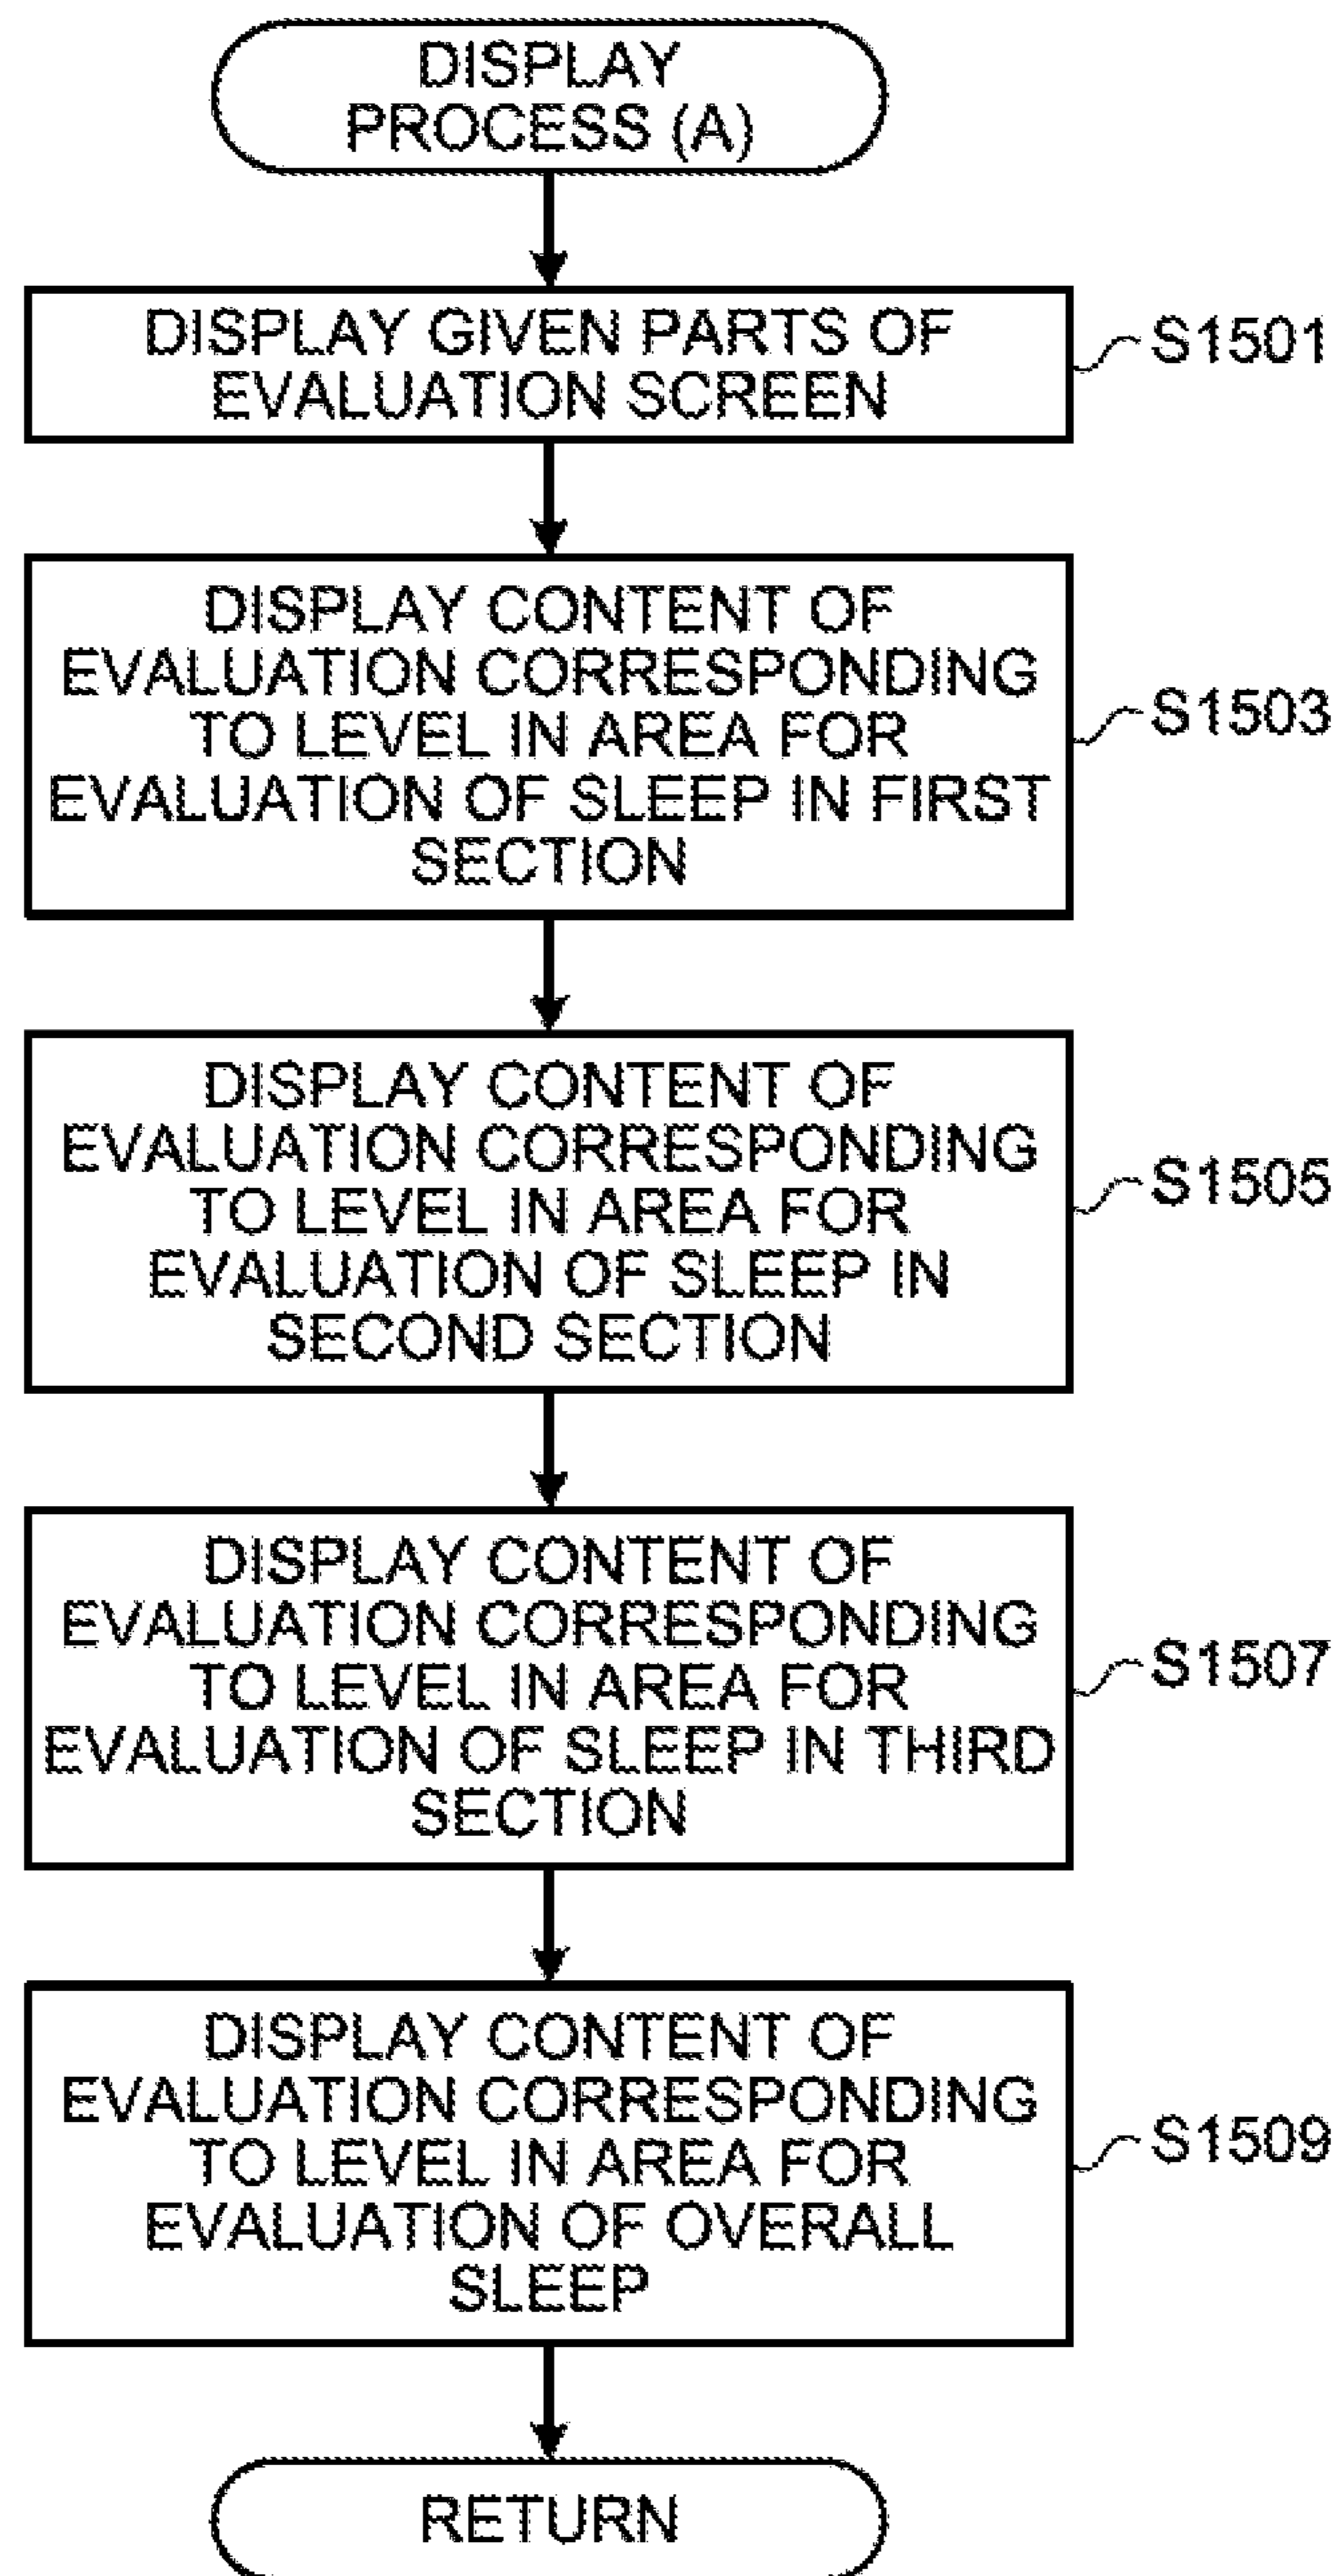 DISPLAY
PROCESS (A)
DISPLAY GIVEN PARTS OF
EVALUATION SCREEN
S1501
DISPLAY CONTENT OF
EVALUATION CORRESPONDING
TO LEVEL IN AREA FOR
EVALUATION OF SLEEP IN FIRST
SECTION
S1503
DISPLAY CONTENT OF
EVALUATION CORRESPONDING
TO LEVEL IN AREA FOR
EVALUATION OF SLEEP IN
SECOND SECTION
S1505
DISPLAY CONTENT OF
EVALUATION CORRESPONDING
TO LEVEL IN AREA FOR
EVALUATION OF SLEEP IN THIRD
SECTION
S1507
DISPLAY CONTENT OF
EVALUATION CORRESPONDING
TO LEVEL IN AREA FOR
EVALUATION OF OVERALL
SLEEP
S1509
RETURN